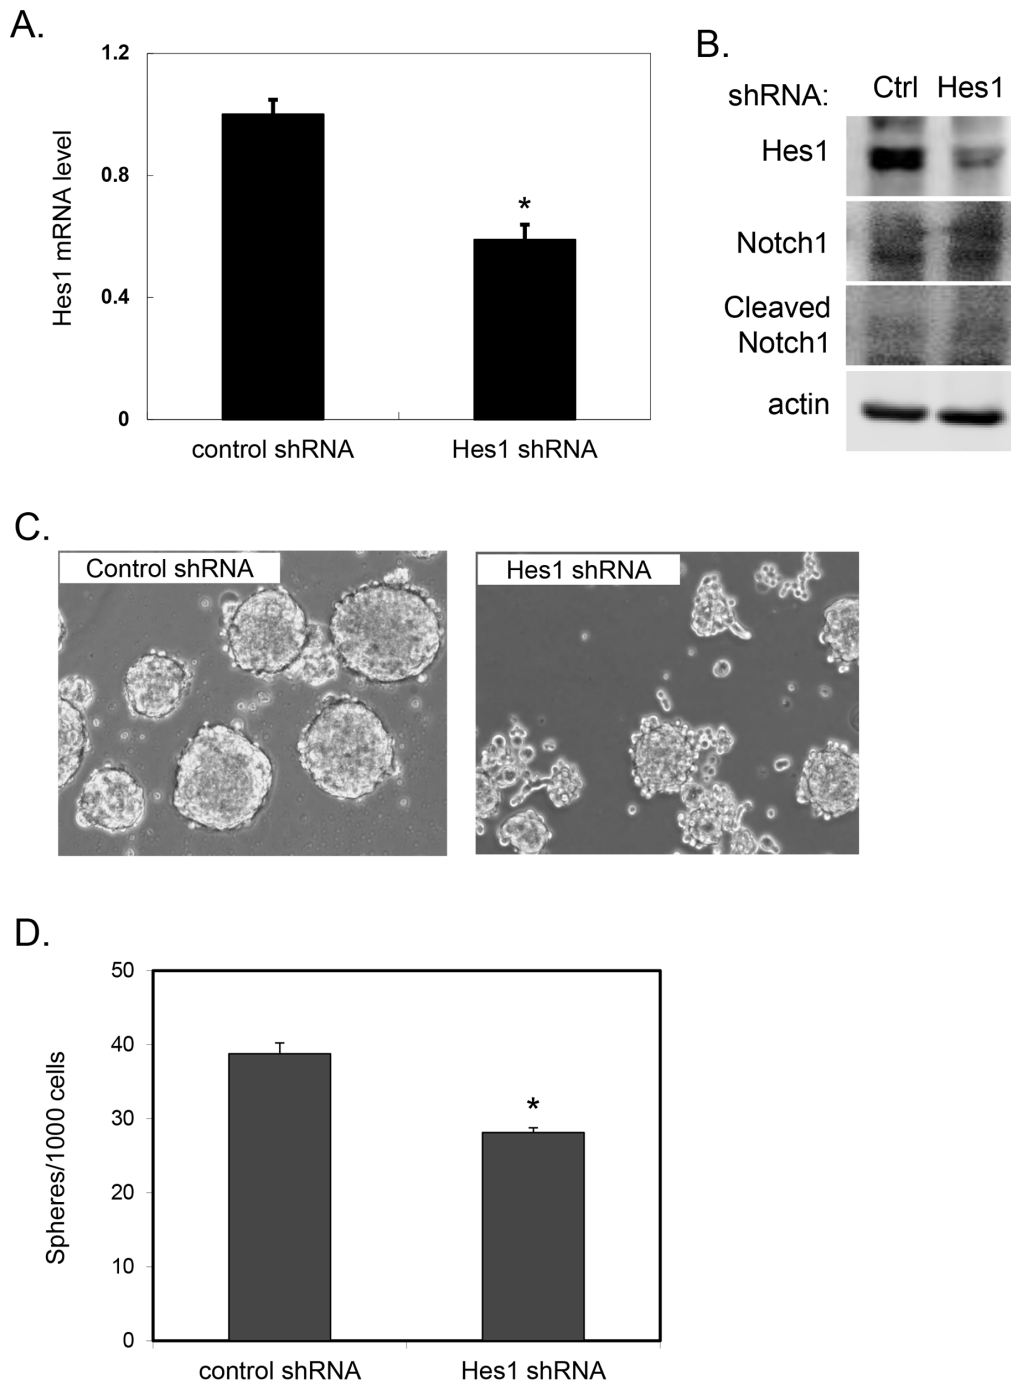 A.
1.2
0.8
0.4
0
Hes1 mRNA level
*
control shRNA
Hes1 shRNA
B.
shRNA:
Ctrl
Hes1
Hes1
Notch1
Cleaved
Notch1
actin
C.
Control shRNA
Hes1 shRNA
D.
50
40
30
20
10
0
Spheres/1000 cells
*
control shRNA
Hes1 shRNA